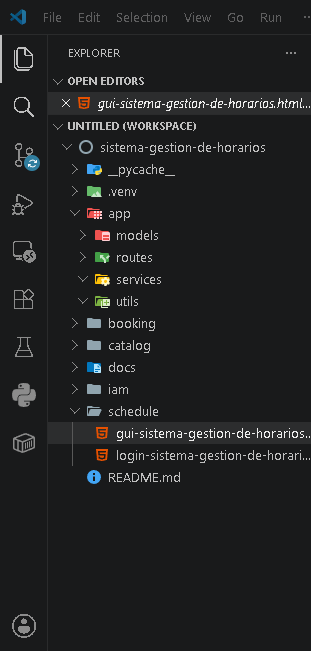 File Edit Selection View Go Run ...
EXPLORER
OPEN EDITORS
gui-sistema-gestion-de-horarios.html...
UNTITLED (WORKSPACE)
sistema-gestion-de-horarios
__pycache__
.venv
app
models
routes
services
utils
booking
catalog
docs
iam
schedule
gui-sistema-gestion-de-horarios...
login-sistema-gestion-de-horari...
README.md